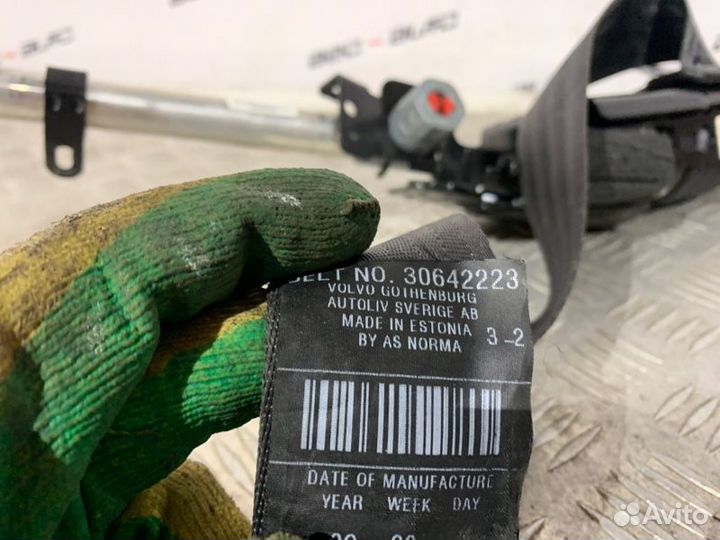 BELT NO. 30642223
VOLVO GOTHENBURG
AUTOLIV SVERIGE AB
MADE IN ESTONIA
BY AS NORMA 3-2
DATE OF MANUFACTURE
YEAR WEEK DAY
Avito